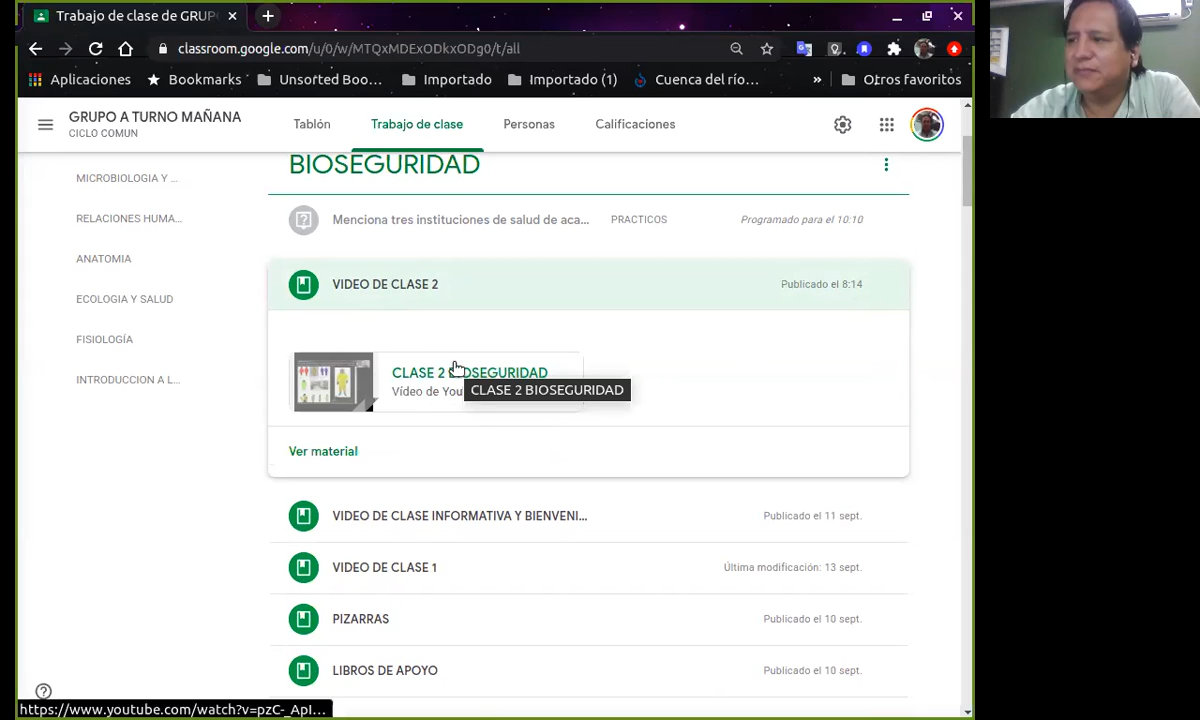 Trabajo de clase de GRUP
classroom.google.com/u/0/w/MTQxMDExODkxODg0/t/all
Aplicaciones
Bookmarks
Unsorted Boo...
Importado
Importado (1)
Cuenca del río...
»
Otros favoritos
GRUPO A TURNO MAÑANA
CICLO COMUN
Tablón
Trabajo de clase
Personas
Calificaciones
MICROBIOLOGIA Y ...
RELACIONES HUMA...
ANATOMIA
ECOLOGIA Y SALUD
FISIOLOGÍA
INTRODUCCION A L...
BIOSEGURIDAD
Menciona tres instituciones de salud de aca... PRACTICOS Programado para el 10:10
VIDEO DE CLASE 2 Publicado el 8:14
CLASE 2 BIOSEGURIDAD
Vídeo de You
CLASE 2 BIOSEGURIDAD
Ver material
VIDEO DE CLASE INFORMATIVA Y BIENVENI... Publicado el 11 sept.
VIDEO DE CLASE 1 Última modificación: 13 sept.
PIZARRAS Publicado el 10 sept.
LIBROS DE APOYO Publicado el 10 sept.
https://www.youtube.com/watch?v=pzC-_ApI...